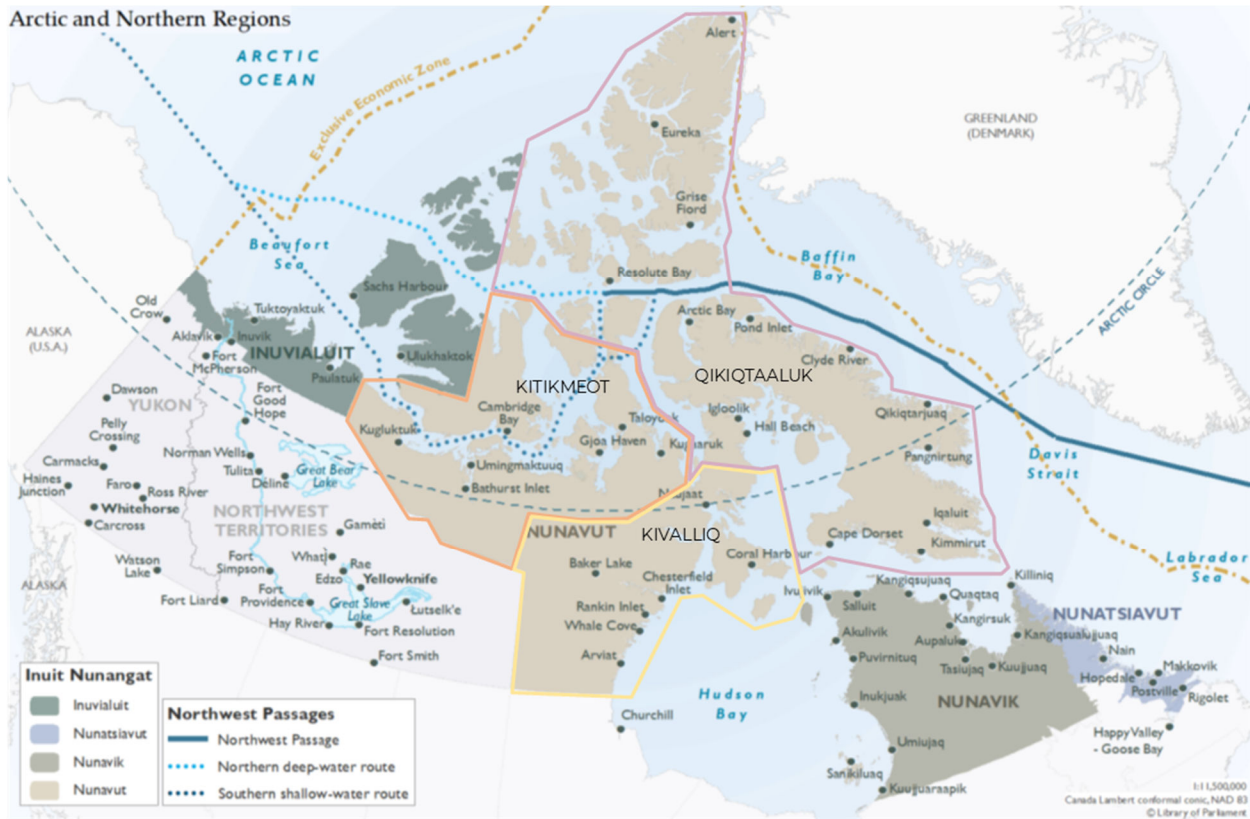 Arctic and Northern Regions
ARCTIC
OCEAN
Exclusive Economic Zone
Alert
GREENLAND
(DENMARK)
Eureka
Grise
Fiord
Beaufort
Sea
Baffin
Bay
Resolute Bay
Sachs Harbour
ARCTIC CIRCLE
Old
Crow
Tuktoyaktuk
Arctic Bay
Pond Inlet
ALASKA
(U.S.A.)
Aklavik
Inuvik
INUVIALUIT
Ulukhaktok
Clyde River
Fort
McPherson
Paulatuk
KITIKMEOT
QIKIQTAALUK
Dawson
YUKON
Fort
Good
Hope
Cambridge
Bay
Igloolik
Qikiqtarjuaq
Pelly
Crossing
Kugluktuk
Gjoa Haven
Hall Beach
Norman Wells
Pangnirtung
Carmacks
Tulita
Great Bear
Lake
Umingmaktuuq
Davis
Strait
Haines
Junction
Faro
Ross River
Deline
Bathurst Inlet
Whitehorse
NORTHWEST
TERRITORIES
Iqaluit
Carcross
Gamèti
NUNAVUT
KIVALLIQ
Cape Dorset
Kimmirut
Watson
Lake
Fort
Simpson
Rae
Edzo
Yellowknife
Baker Lake
Coral Harbour
Labrador
Sea
ALASKA
Fort Liard
Fort
Providence
Great Slave
Lake
Łutselk'e
Chesterfield
Inlet
Ivujivik
Kangiqsujuaq
Killiniq
Salluit
Quaqtaq
Hay River
Fort Resolution
Rankin Inlet
Whale Cove
Kangirsuk
NUNATSIAVUT
Akulivik
Aupaluk
Kangiqsualujjuaq
Fort Smith
Arviat
Puvirnituq
Tasiujaq
Kuujjuaq
Nain
Hopedale
Makkovik
Postville
Rigolet
Inuit Nunangat
Inuvialuit
Nunatsiavut
Nunavik
Nunavut
Northwest Passages
Northwest Passage
Northern deep-water route
Southern shallow-water route
Hudson
Bay
Inukjuak
NUNAVIK
Churchill
Umiujaq
Happy Valley
- Goose Bay
Sanikiluaq
Kuujjuaraapik
1:11,500,000
Canada Lambert conformal conic, NAD 83
© Library of Parliament